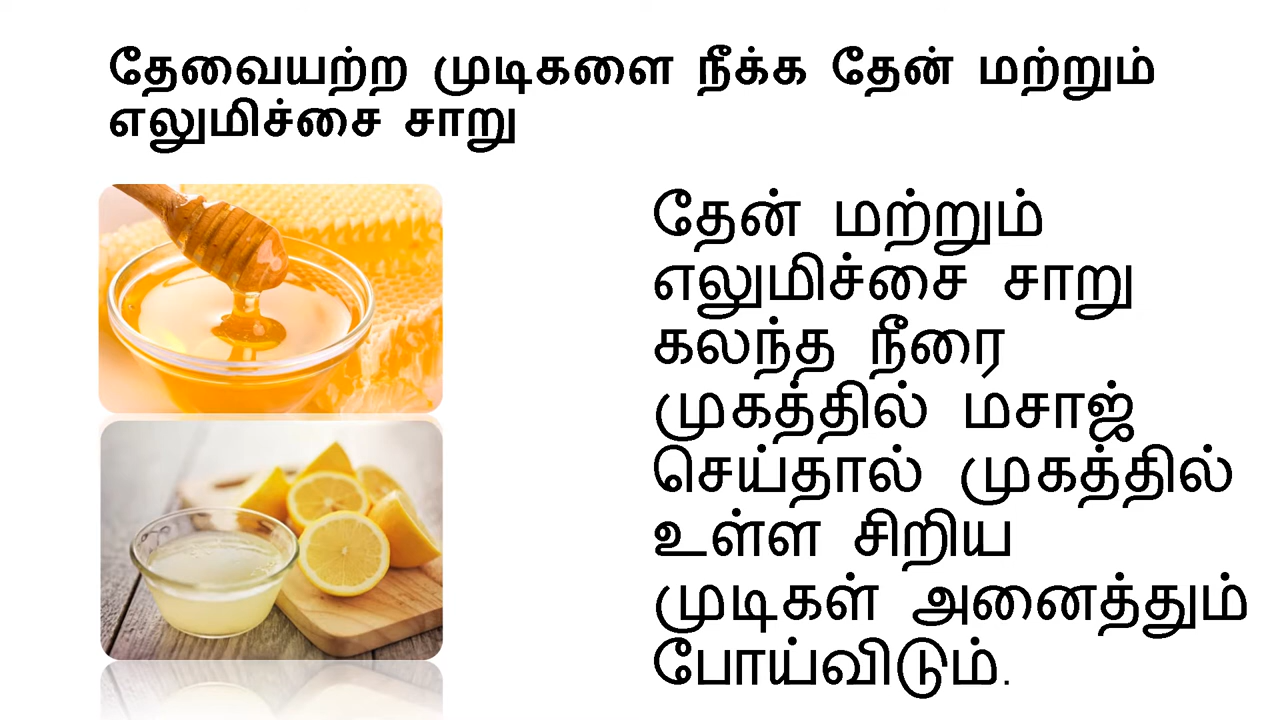 தேவையற்ற முடிகளை நீக்க தேன் மற்றும்
எலுமிச்சை சாறு
தேன் மற்றும்
எலுமிச்சை சாறு
கலந்த நீரை
முகத்தில் மசாஜ்
செய்தால் முகத்தில்
உள்ள சிறிய
முடிகள் அனைத்தும்
போய்விடும்.